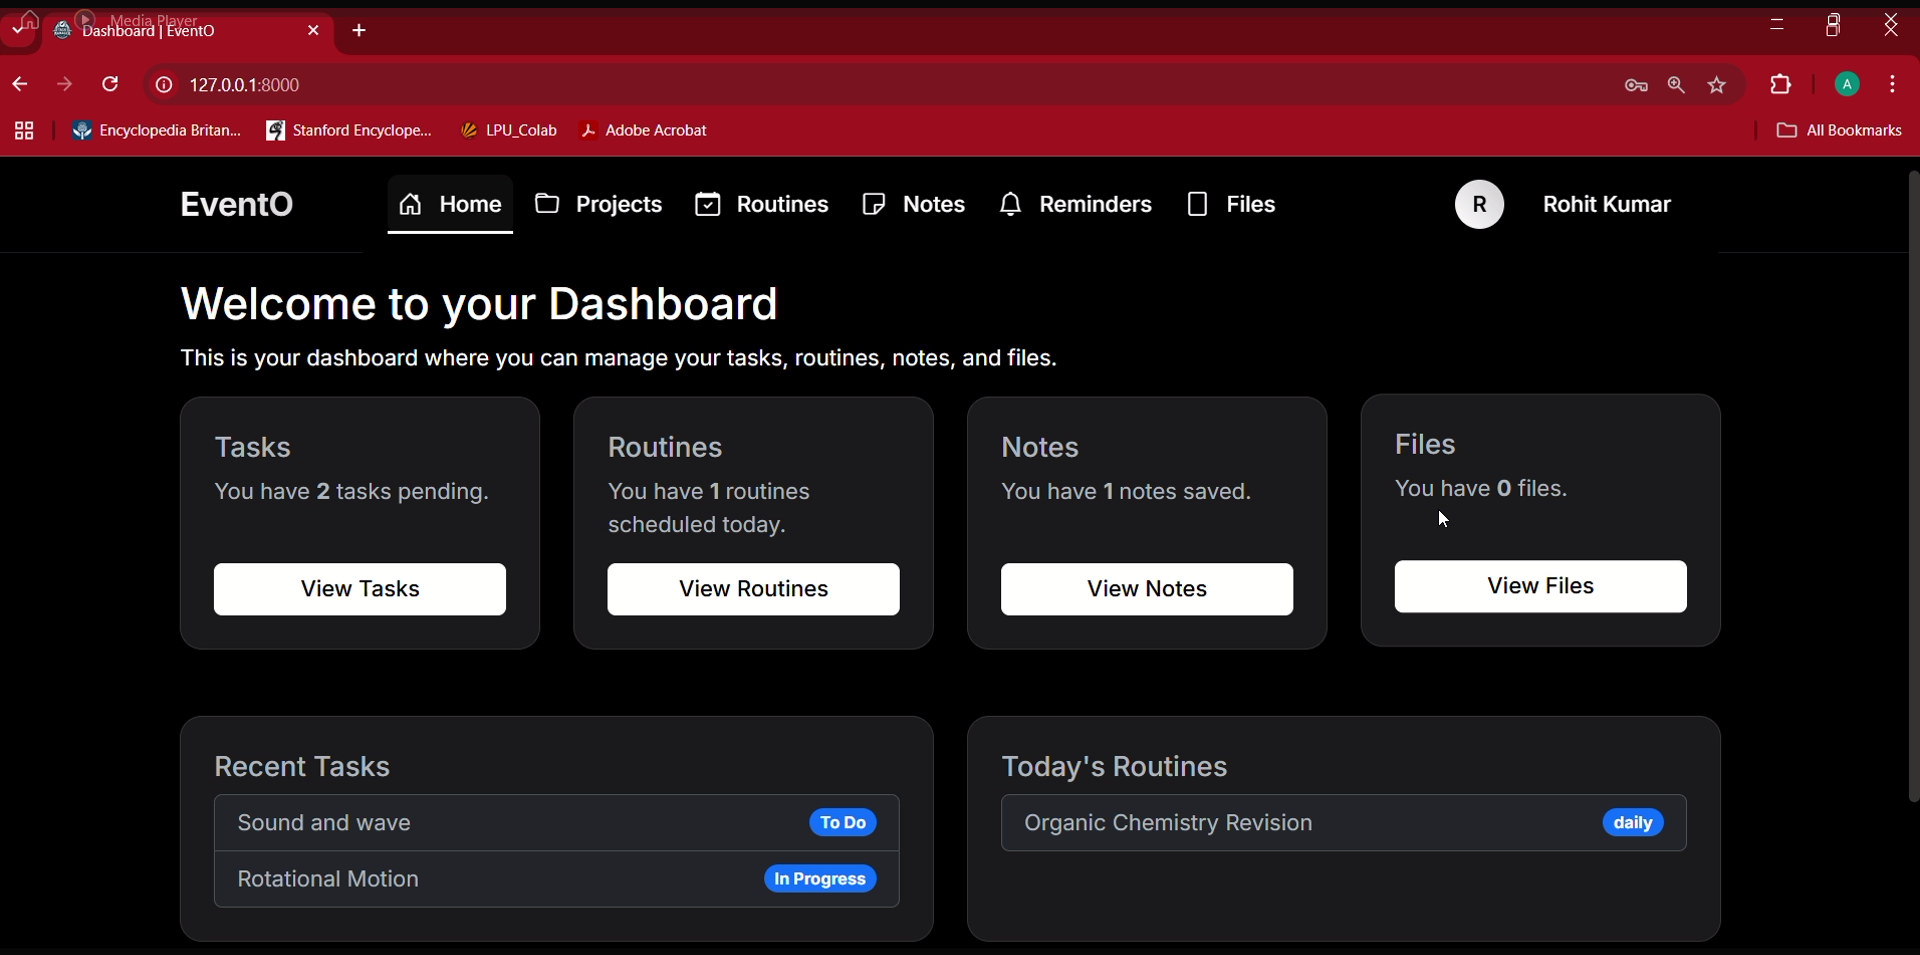 Media Player
Dashboard | EventO
127.0.0.1:8000
A
Encyclopedia Britan...
Stanford Encyclope...
LPU_Colab
Adobe Acrobat
All Bookmarks
EventO
Home
Projects
Routines
Notes
Reminders
Files
R
Rohit Kumar
Welcome to your Dashboard
This is your dashboard where you can manage your tasks, routines, notes, and files.
Tasks
You have 2 tasks pending.
View Tasks
Routines
You have 1 routines
scheduled today.
View Routines
Notes
You have 1 notes saved.
View Notes
Files
You have 0 files.
View Files
Recent Tasks
Sound and wave
To Do
Rotational Motion
In Progress
Today's Routines
Organic Chemistry Revision
daily